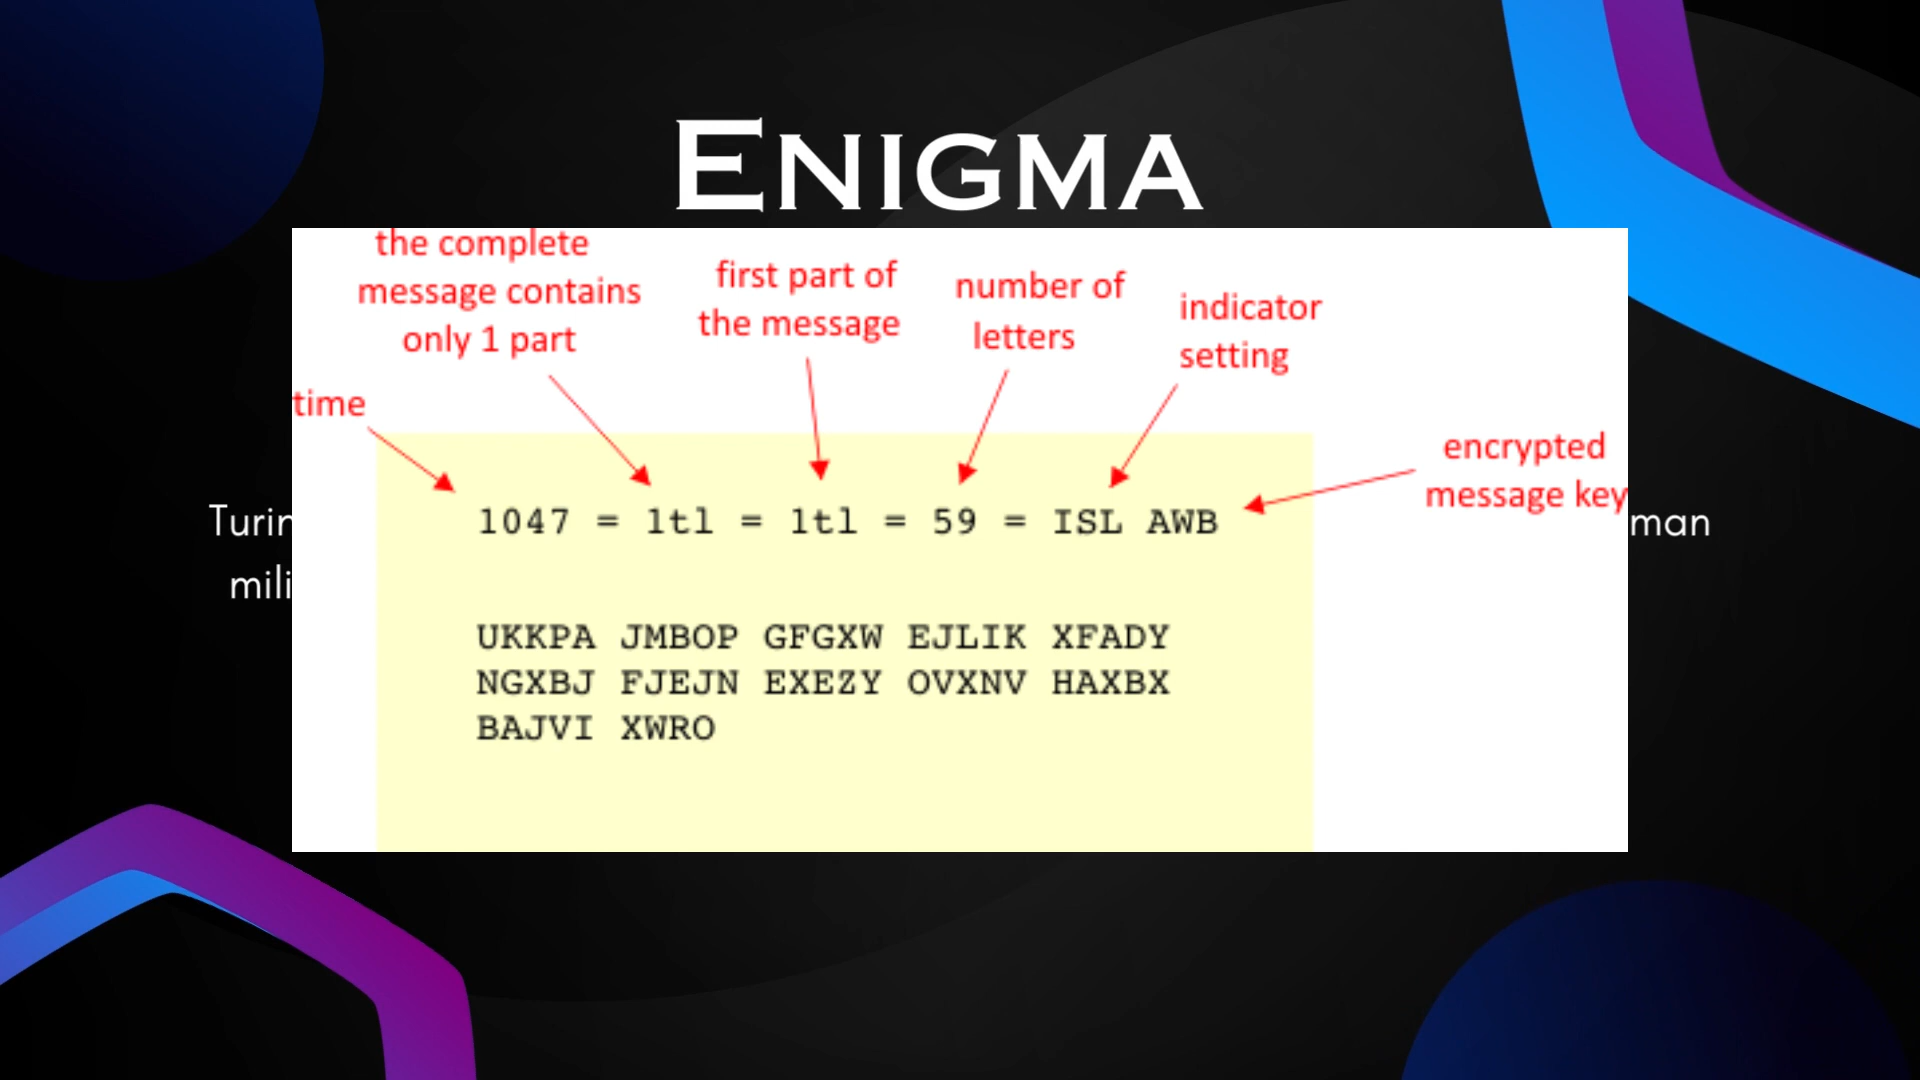 ENIGMA
the complete
message contains
only 1 part
first part of
the message
number of
letters
indicator
setting
time
encrypted
message key
1047 = 1tl = 1tl = 59 = ISL AWB
UKKPA JMBOP GFGXW EJLIK XFADY
NGXBJ FJEJN EXEZY OVXNV HAXBX
BAJVI XWRO